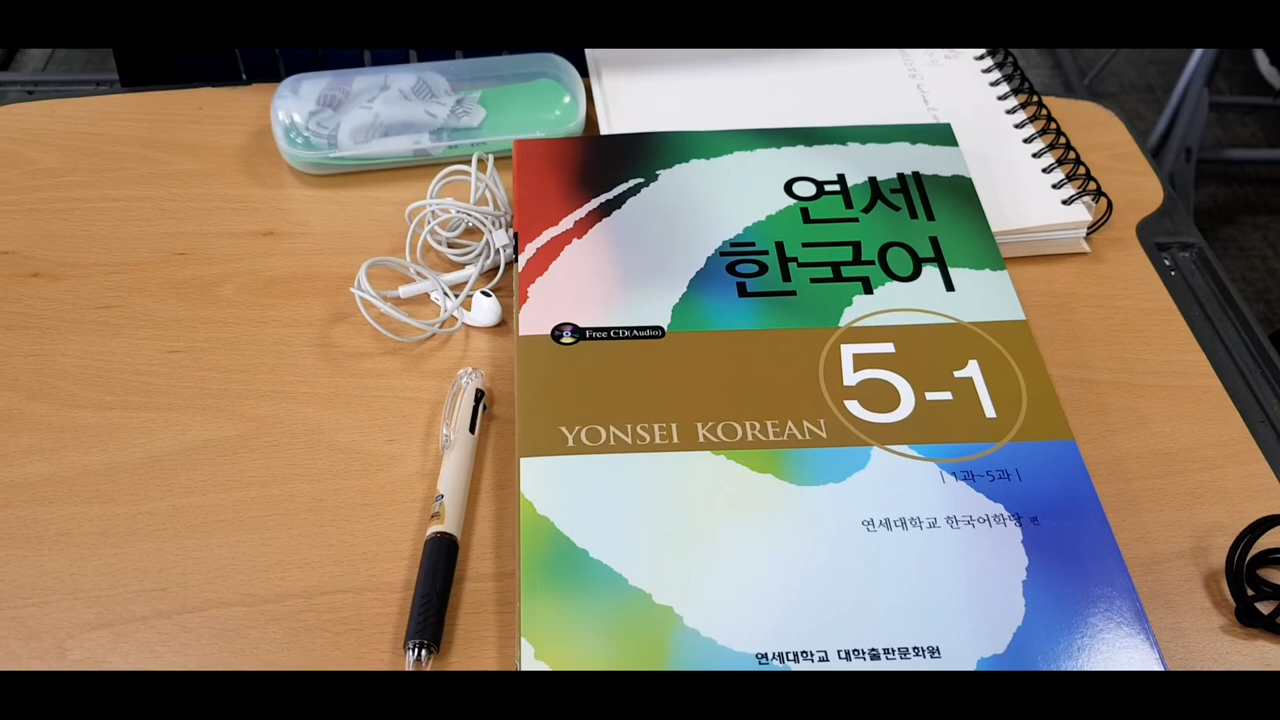 연세
한국어
Free CD(Audio)
5-1
YONSEI KOREAN
| 1과~5과 |
연세대학교 한국어학당 편
연세대학교 대학출판문화원